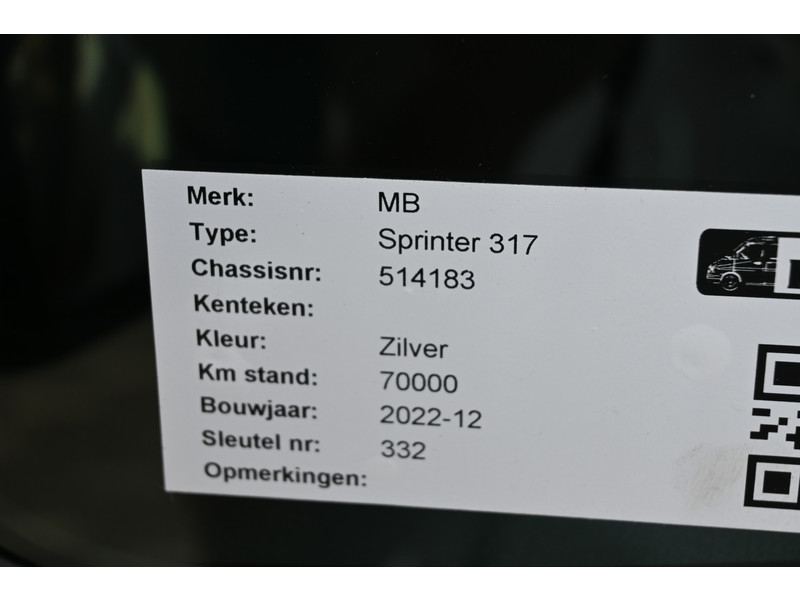 Merk: MB
Type: Sprinter 317
Chassisnr: 514183
Kenteken:
Kleur: Zilver
Km stand: 70000
Bouwjaar: 2022-12
Sleutel nr: 332
Opmerkingen: